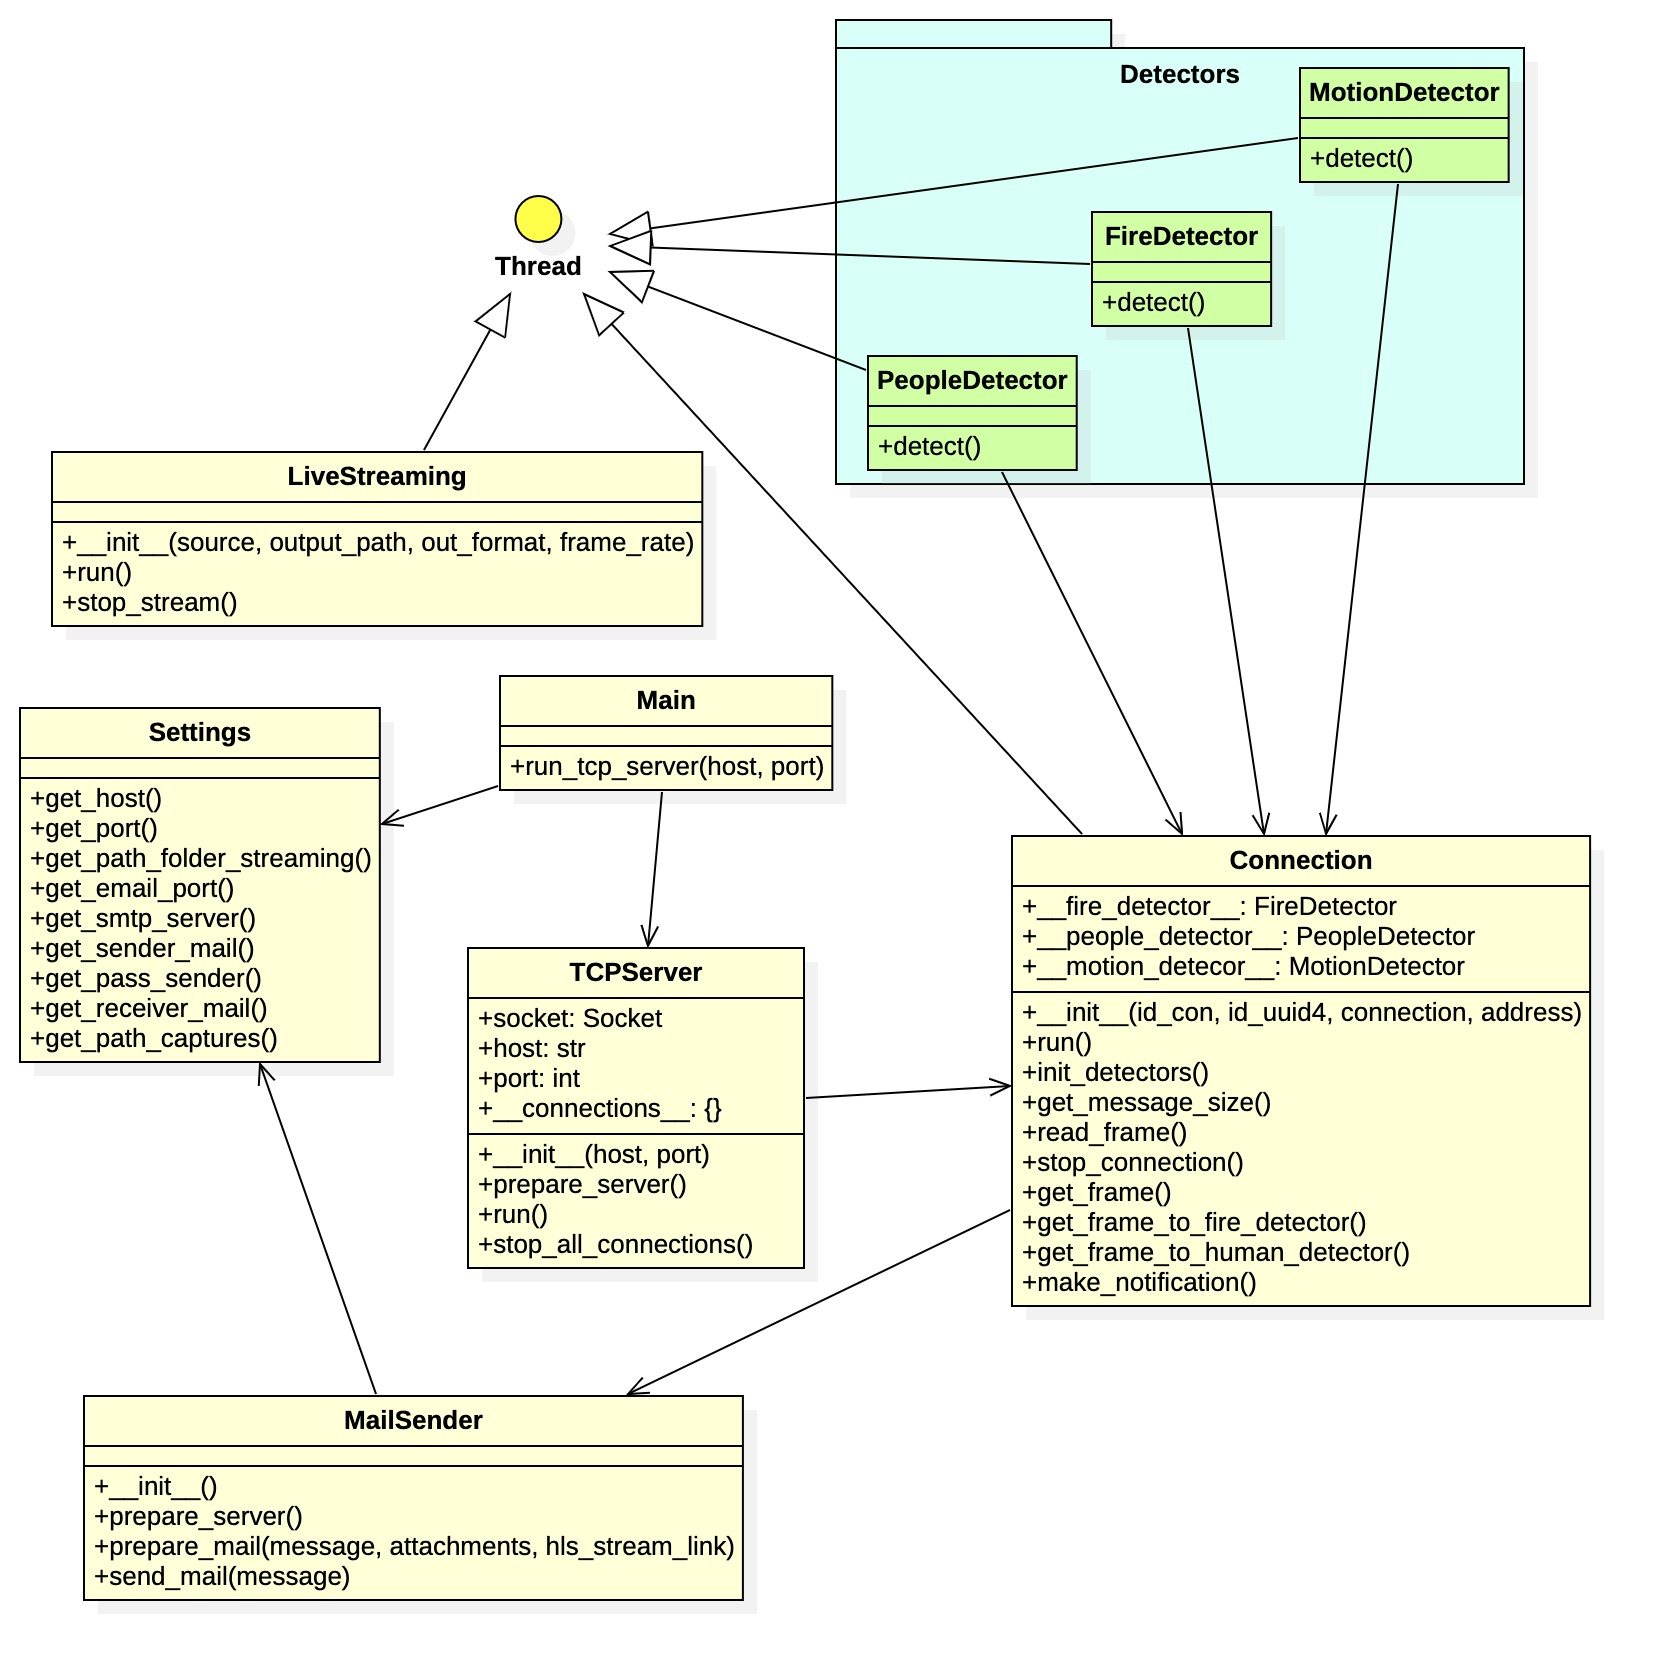 Detectors
MotionDetector
+detect()
FireDetector
+detect()
Thread
PeopleDetector
+detect()
LiveStreaming
+__init__(source, output_path, out_format, frame_rate)
+run()
+stop_stream()
Main
+run_tcp_server(host, port)
Settings
+get_host()
+get_port()
+get_path_folder_streaming()
+get_email_port()
+get_smtp_server()
+get_sender_mail()
+get_pass_sender()
+get_receiver_mail()
+get_path_captures()
Connection
+__fire_detector__: FireDetector
+__people_detector__: PeopleDetector
+__motion_detecor__: MotionDetector
+__init__(id_con, id_uuid4, connection, address)
+run()
+init_detectors()
+get_message_size()
+read_frame()
+stop_connection()
+get_frame()
+get_frame_to_fire_detector()
+get_frame_to_human_detector()
+make_notification()
TCPServer
+socket: Socket
+host: str
+port: int
+__connections__: {}
+__init__(host, port)
+prepare_server()
+run()
+stop_all_connections()
MailSender
+__init__()
+prepare_server()
+prepare_mail(message, attachments, hls_stream_link)
+send_mail(message)